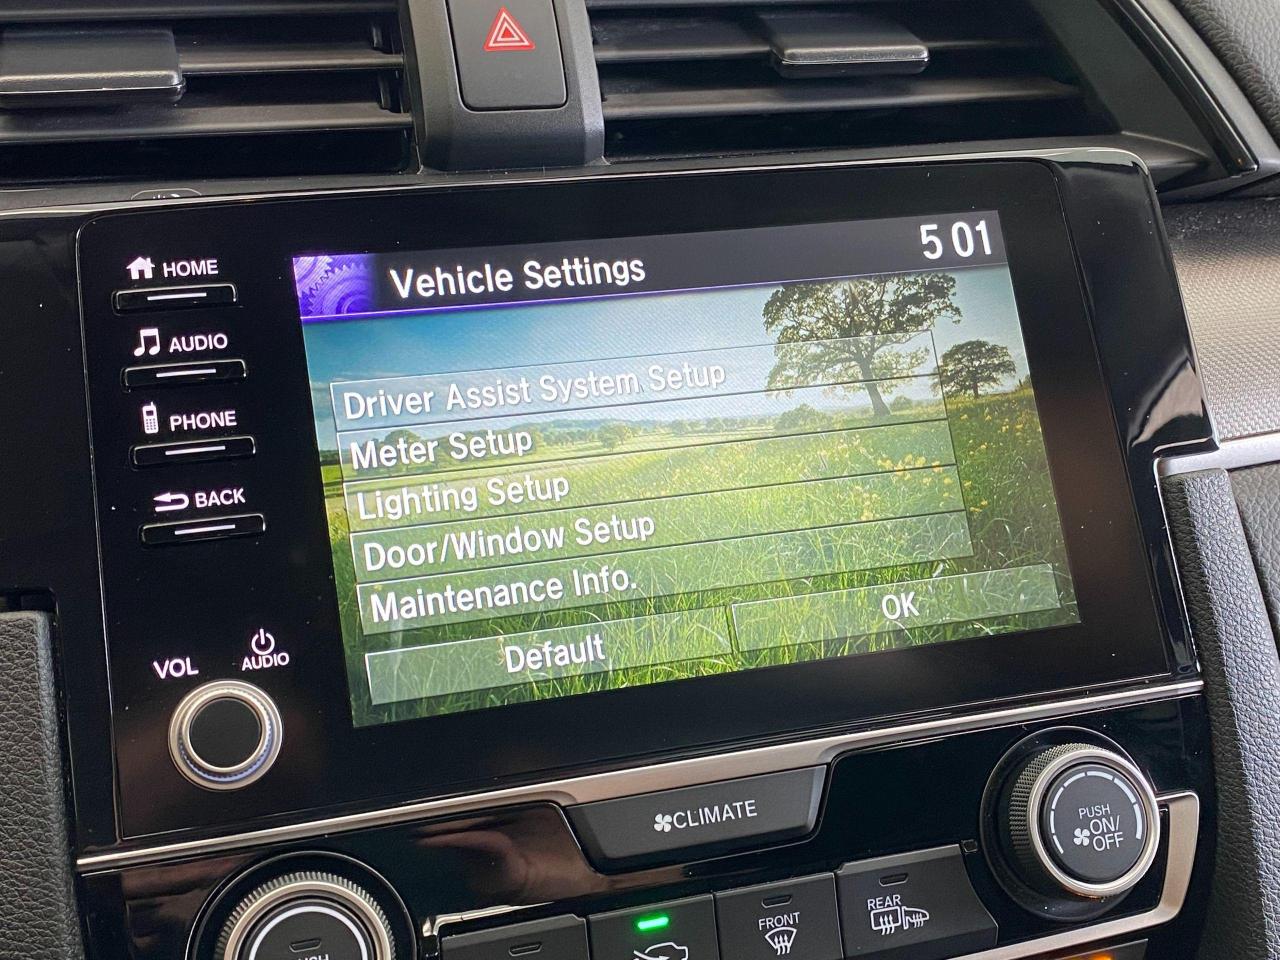 HOME
AUDIO
PHONE
BACK
VOL
AUDIO
Vehicle Settings
5 01
Driver Assist System Setup
Meter Setup
Lighting Setup
Door/Window Setup
Maintenance Info.
Default
OK
CLIMATE
PUSH
ON/
OFF
FRONT
REAR